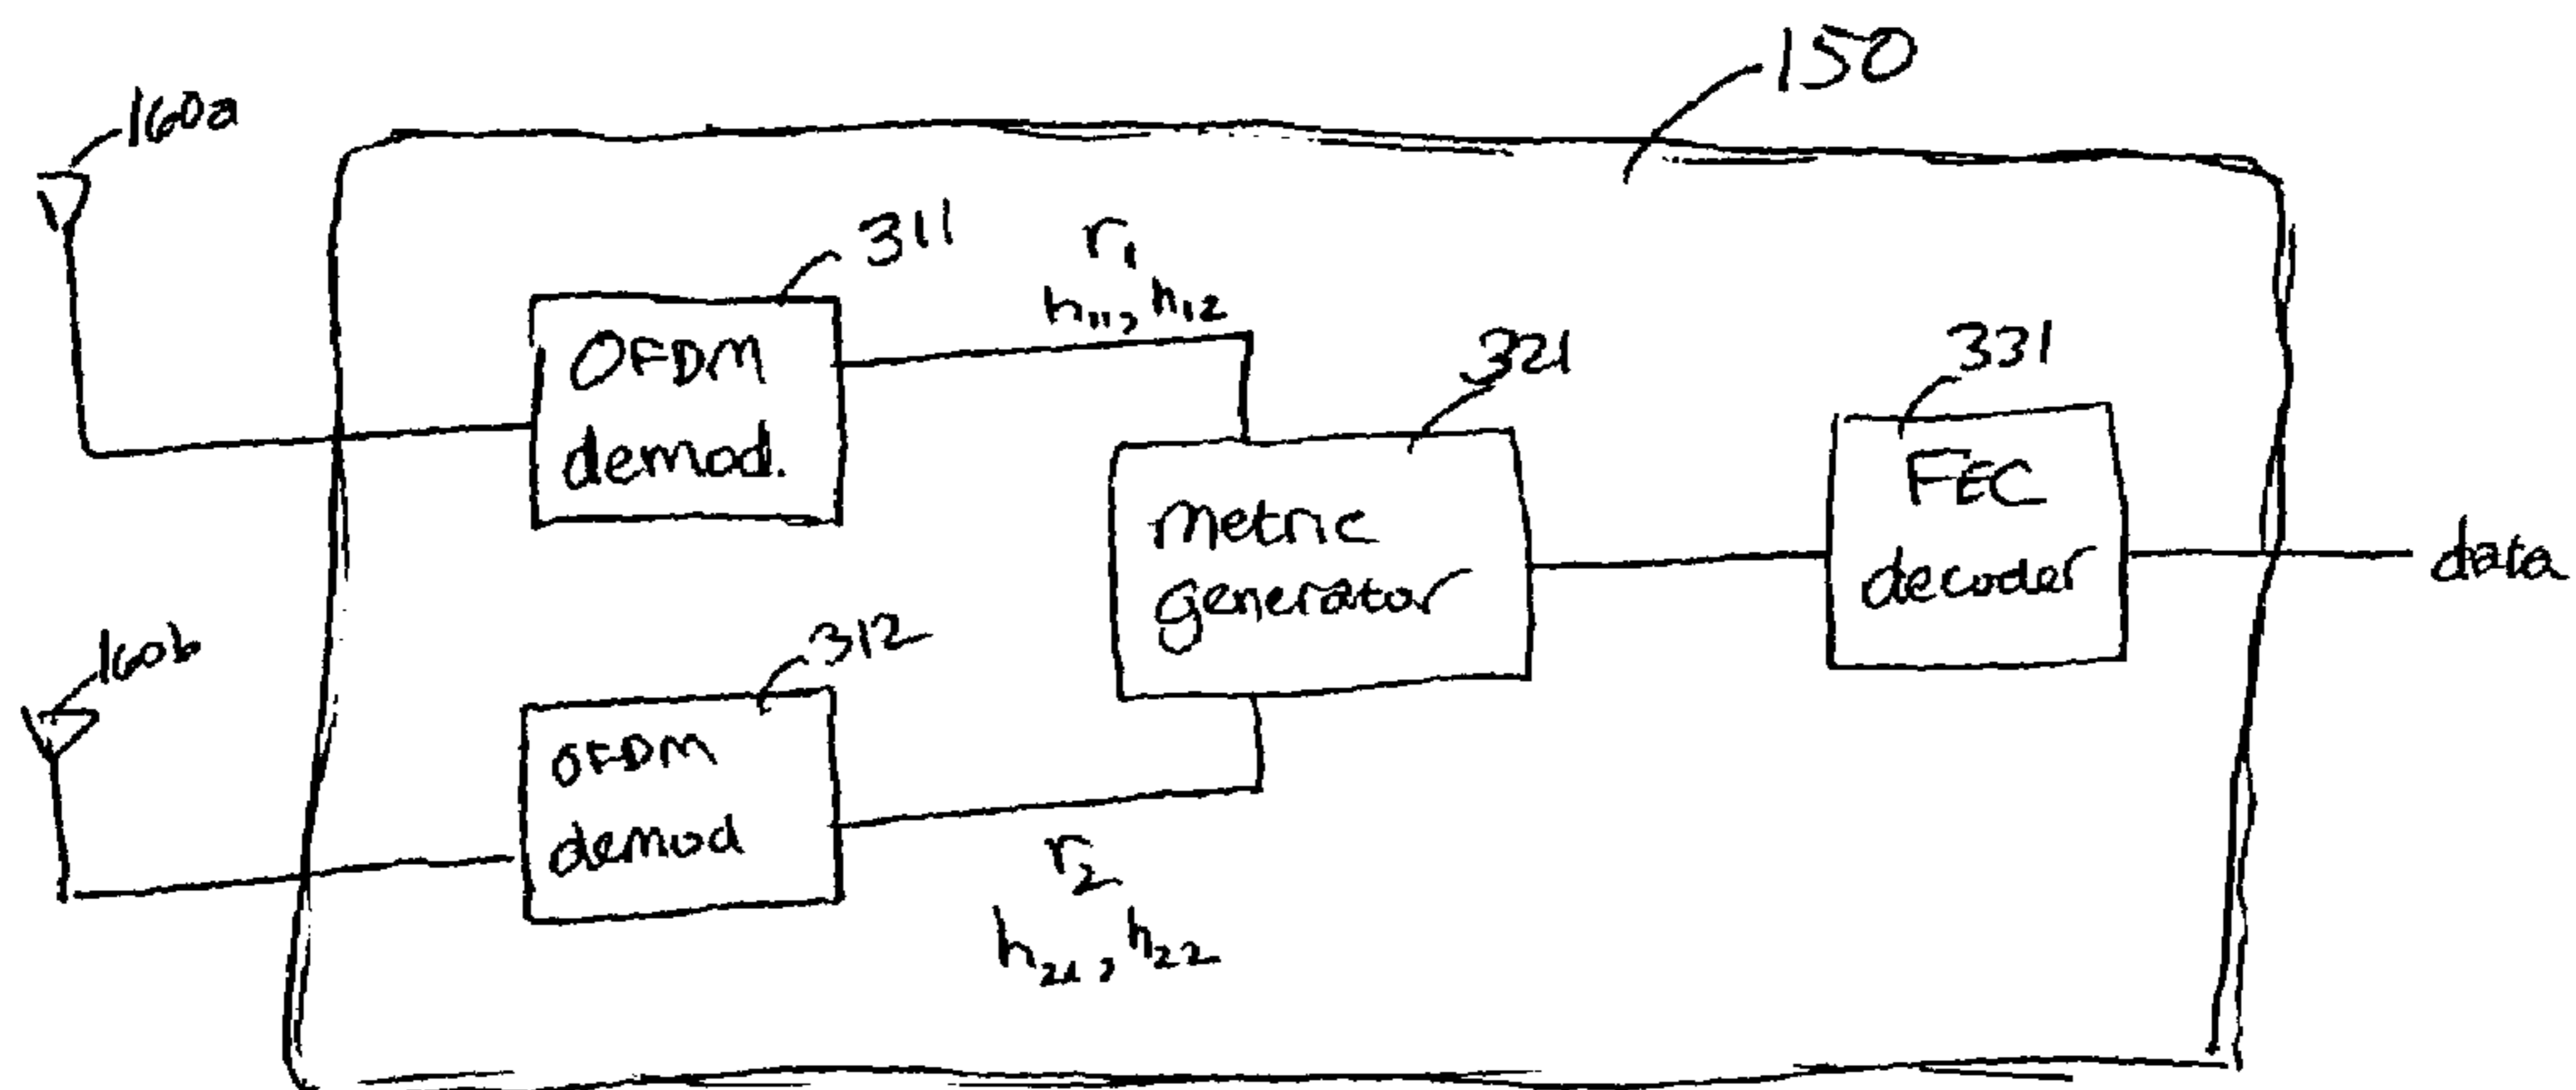 150
160a
311
r₁
h₁₁, h₁₂
OFDM
demod.
321
331
metric
generator
FEC
decoder
data
160b
312
OFDM
demod
r₂
h₂₁, h₂₂